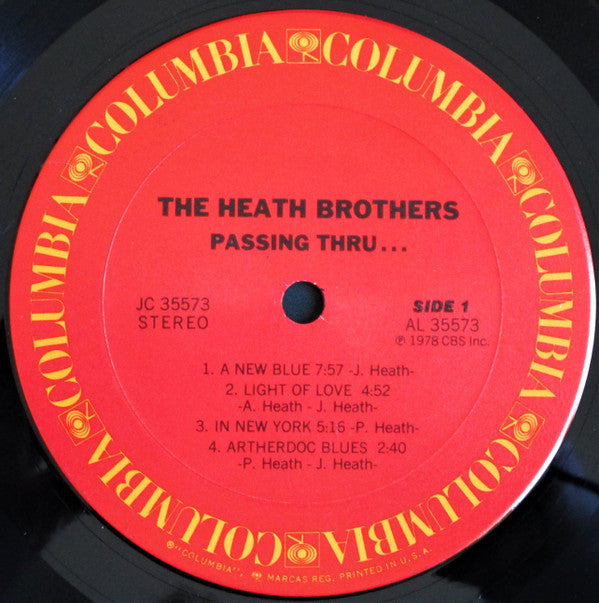 COLUMBIA COLUMBIA COLUMBIA COLUMBIA COLUMBIA COLUMBIA
THE HEATH BROTHERS
PASSING THRU...
JC 35573
STEREO
SIDE 1
AL 35573
℗ 1978 CBS Inc.
1. A NEW BLUE 7:57 -J. Heath-
2. LIGHT OF LOVE 4:52
-A. Heath - J. Heath-
3. IN NEW YORK 5:16 -P. Heath-
4. ARTHERDOC BLUES 2:40
-P. Heath - J. Heath-
®"COLUMBIA", MARCAS REG. PRINTED IN U.S.A.